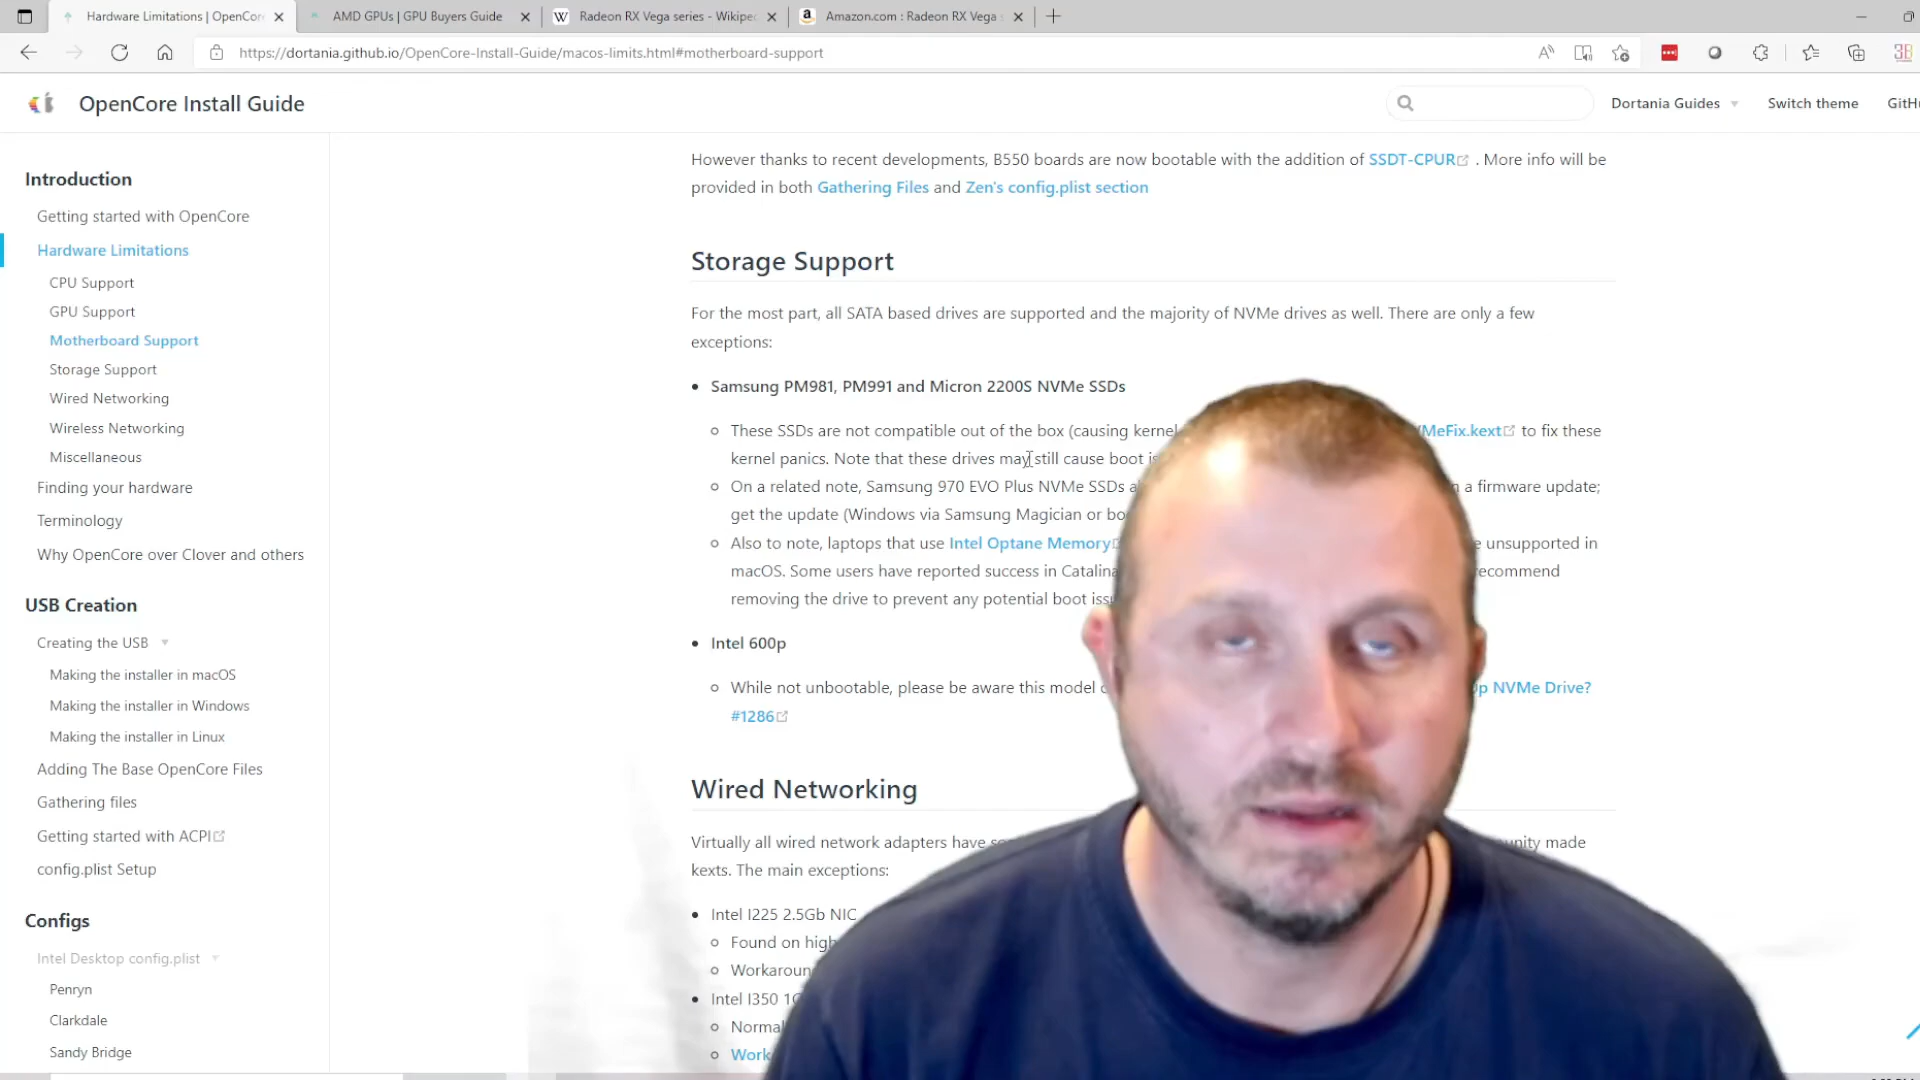 Hardware Limitations | OpenCor
AMD GPUs | GPU Buyers Guide
Radeon RX Vega series - Wikipe
Amazon.com : Radeon RX Vega
https://dortania.github.io/OpenCore-Install-Guide/macos-limits.html#motherboard-support
OpenCore Install Guide
Dortania Guides
Switch theme
GitH
Introduction
Getting started with OpenCore
Hardware Limitations
CPU Support
GPU Support
Motherboard Support
Storage Support
Wired Networking
Wireless Networking
Miscellaneous
Finding your hardware
Terminology
Why OpenCore over Clover and others
USB Creation
Creating the USB
Making the installer in macOS
Making the installer in Windows
Making the installer in Linux
Adding The Base OpenCore Files
Gathering files
Getting started with ACPI
config.plist Setup
Configs
Intel Desktop config.plist
Penryn
Clarkdale
Sandy Bridge
However thanks to recent developments, B550 boards are now bootable with the addition of SSDT-CPUR . More info will be
provided in both Gathering Files and Zen's config.plist section
Storage Support
For the most part, all SATA based drives are supported and the majority of NVMe drives as well. There are only a few
exceptions:
• Samsung PM981, PM991 and Micron 2200S NVMe SSDs
These SSDs are not compatible out of the box (causing kernel MeFix.kext to fix these
kernel panics. Note that these drives may still cause boot is
On a related note, Samsung 970 EVO Plus NVMe SSDs a firmware update;
get the update (Windows via Samsung Magician or bo
Also to note, laptops that use Intel Optane Memory unsupported in
macOS. Some users have reported success in Catalina recommend
removing the drive to prevent any potential boot issu
• Intel 600p
While not unbootable, please be aware this model NVMe Drive?
#1286
Wired Networking
Virtually all wired network adapters have unity made
kexts. The main exceptions:
• Intel I225 2.5Gb NIC
Found on high
Workaroun
• Intel I350 1G
Normal
Work